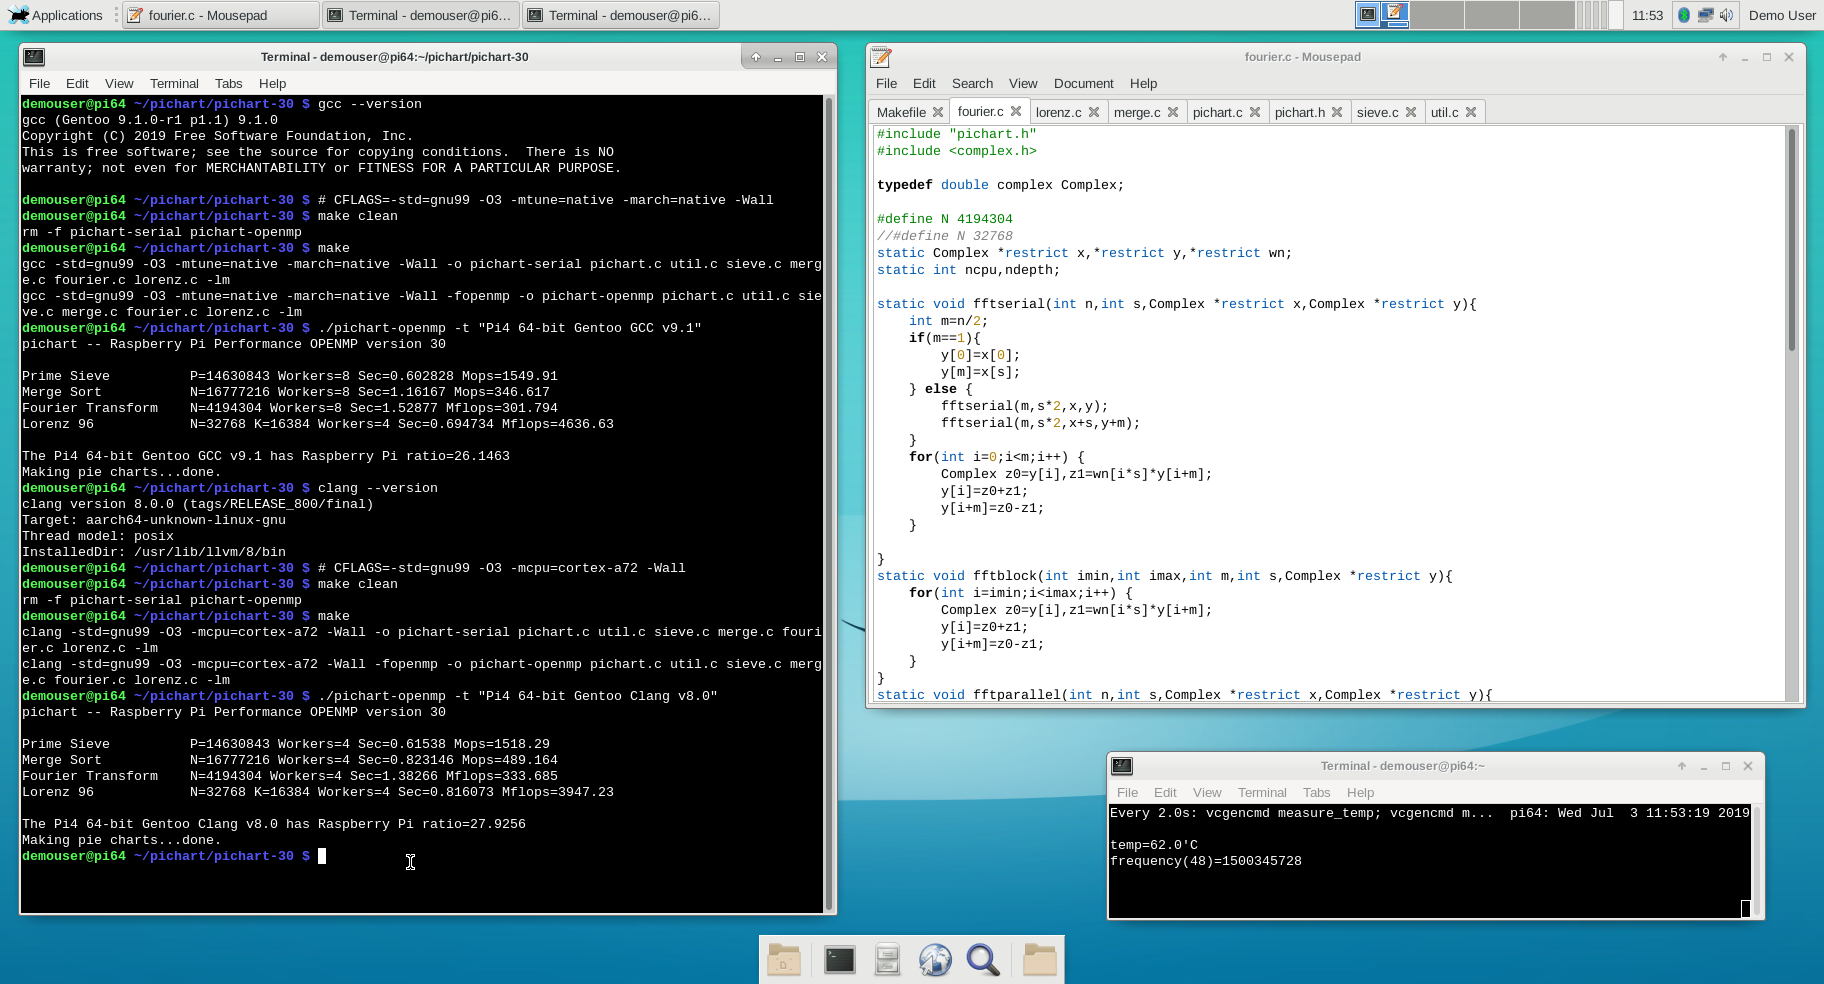 Applications
fourier.c - Mousepad
Terminal - demouser@pi6...
Terminal - demouser@pi6...
11:53
Demo User
Terminal - demouser@pi64:~/pichart/pichart-30
File Edit View Terminal Tabs Help
demouser@pi64 ~/pichart/pichart-30 $ gcc --version
gcc (Gentoo 9.1.0-r1 p1.1) 9.1.0
Copyright (C) 2019 Free Software Foundation, Inc.
This is free software; see the source for copying conditions.  There is NO
warranty; not even for MERCHANTABILITY or FITNESS FOR A PARTICULAR PURPOSE.
demouser@pi64 ~/pichart/pichart-30 $ # CFLAGS=-std=gnu99 -O3 -mtune=native -march=native -Wall
demouser@pi64 ~/pichart/pichart-30 $ make clean
rm -f pichart-serial pichart-openmp
demouser@pi64 ~/pichart/pichart-30 $ make
gcc -std=gnu99 -O3 -mtune=native -march=native -Wall -o pichart-serial pichart.c util.c sieve.c merg
e.c fourier.c lorenz.c -lm
gcc -std=gnu99 -O3 -mtune=native -march=native -Wall -fopenmp -o pichart-openmp pichart.c util.c sie
ve.c merge.c fourier.c lorenz.c -lm
demouser@pi64 ~/pichart/pichart-30 $ ./pichart-openmp -t "Pi4 64-bit Gentoo GCC v9.1"
pichart -- Raspberry Pi Performance OPENMP version 30
Prime Sieve          P=14630843 Workers=8 Sec=0.602828 Mops=1549.91
Merge Sort           N=16777216 Workers=8 Sec=1.16167 Mops=346.617
Fourier Transform    N=4194304 Workers=8 Sec=1.52877 Mflops=301.794
Lorenz 96            N=32768 K=16384 Workers=4 Sec=0.694734 Mflops=4636.63
The Pi4 64-bit Gentoo GCC v9.1 has Raspberry Pi ratio=26.1463
Making pie charts...done.
demouser@pi64 ~/pichart/pichart-30 $ clang --version
clang version 8.0.0 (tags/RELEASE_800/final)
Target: aarch64-unknown-linux-gnu
Thread model: posix
InstalledDir: /usr/lib/llvm/8/bin
demouser@pi64 ~/pichart/pichart-30 $ # CFLAGS=-std=gnu99 -O3 -mcpu=cortex-a72 -Wall
demouser@pi64 ~/pichart/pichart-30 $ make clean
rm -f pichart-serial pichart-openmp
demouser@pi64 ~/pichart/pichart-30 $ make
clang -std=gnu99 -O3 -mcpu=cortex-a72 -Wall -o pichart-serial pichart.c util.c sieve.c merge.c fouri
er.c lorenz.c -lm
clang -std=gnu99 -O3 -mcpu=cortex-a72 -Wall -fopenmp -o pichart-openmp pichart.c util.c sieve.c merg
e.c fourier.c lorenz.c -lm
demouser@pi64 ~/pichart/pichart-30 $ ./pichart-openmp -t "Pi4 64-bit Gentoo Clang v8.0"
pichart -- Raspberry Pi Performance OPENMP version 30
Prime Sieve          P=14630843 Workers=4 Sec=0.61538 Mops=1518.29
Merge Sort           N=16777216 Workers=4 Sec=0.823146 Mops=489.164
Fourier Transform    N=4194304 Workers=4 Sec=1.38266 Mflops=333.685
Lorenz 96            N=32768 K=16384 Workers=4 Sec=0.816073 Mflops=3947.23
The Pi4 64-bit Gentoo Clang v8.0 has Raspberry Pi ratio=27.9256
Making pie charts...done.
demouser@pi64 ~/pichart/pichart-30 $
fourier.c - Mousepad
File Edit Search View Document Help
Makefile fourier.c lorenz.c merge.c pichart.c pichart.h sieve.c util.c
#include "pichart.h"
#include <complex.h>
typedef double complex Complex;
#define N 4194304
//#define N 32768
static Complex *restrict x,*restrict y,*restrict wn;
static int ncpu,ndepth;
static void fftserial(int n,int s,Complex *restrict x,Complex *restrict y){
    int m=n/2;
    if(m==1){
        y[0]=x[0];
        y[m]=x[s];
    } else {
        fftserial(m,s*2,x,y);
        fftserial(m,s*2,x+s,y+m);
    }
    for(int i=0;i<m;i++) {
        Complex z0=y[i],z1=wn[i*s]*y[i+m];
        y[i]=z0+z1;
        y[i+m]=z0-z1;
    }
}
static void fftblock(int imin,int imax,int m,int s,Complex *restrict y){
    for(int i=imin;i<imax;i++) {
        Complex z0=y[i],z1=wn[i*s]*y[i+m];
        y[i]=z0+z1;
        y[i+m]=z0-z1;
    }
}
static void fftparallel(int n,int s,Complex *restrict x,Complex *restrict y){
Terminal - demouser@pi64:~
File Edit View Terminal Tabs Help
Every 2.0s: vcgencmd measure_temp; vcgencmd m...  pi64: Wed Jul  3 11:53:19 2019
temp=62.0'C
frequency(48)=1500345728